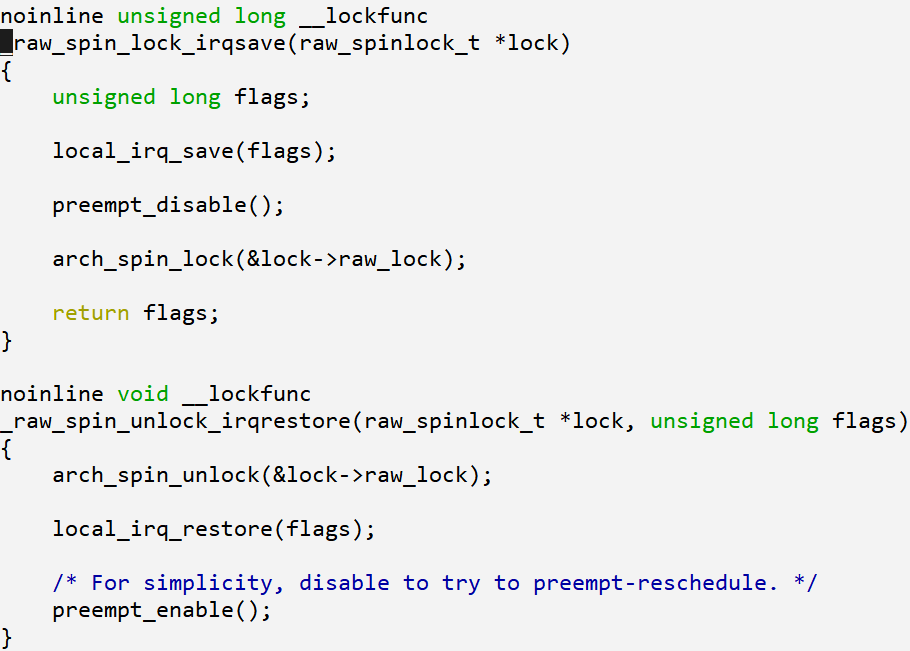 noinline unsigned long __lockfunc
_raw_spin_lock_irqsave(raw_spinlock_t *lock)
{
    unsigned long flags;

    local_irq_save(flags);

    preempt_disable();

    arch_spin_lock(&lock->raw_lock);

    return flags;
}

noinline void __lockfunc
_raw_spin_unlock_irqrestore(raw_spinlock_t *lock, unsigned long flags)
{
    arch_spin_unlock(&lock->raw_lock);

    local_irq_restore(flags);

    /* For simplicity, disable to try to preempt-reschedule. */
    preempt_enable();
}